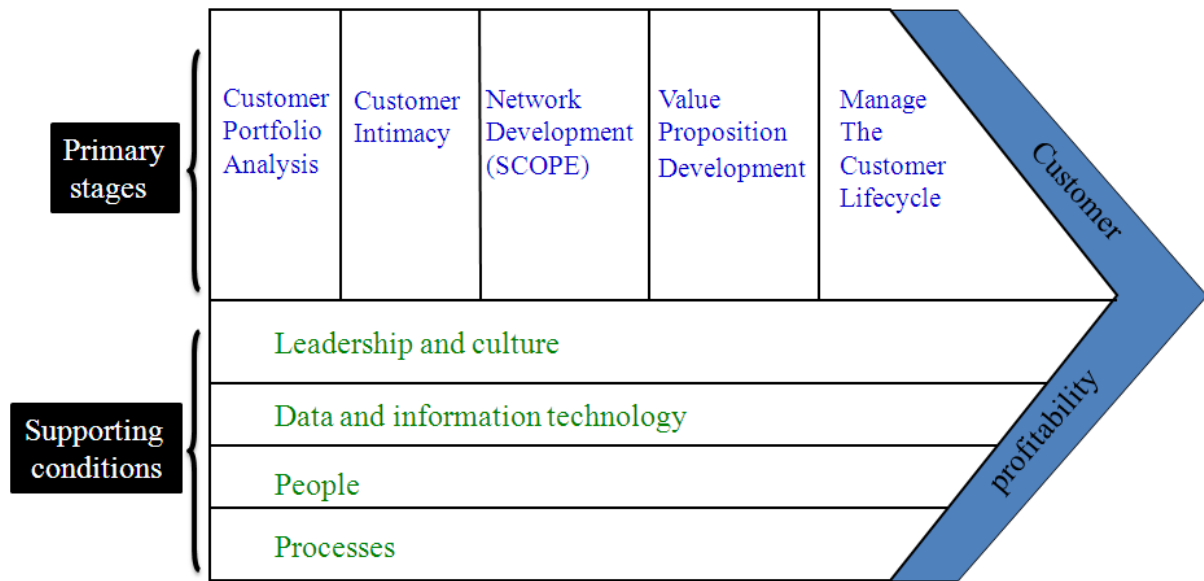 Primary
stages
Customer
Portfolio
Analysis
Customer
Intimacy
Network
Development
(SCOPE)
Value
Proposition
Development
Manage
The
Customer
Lifecycle
Customer
profitability
Supporting
conditions
Leadership and culture
Data and information technology
People
Processes